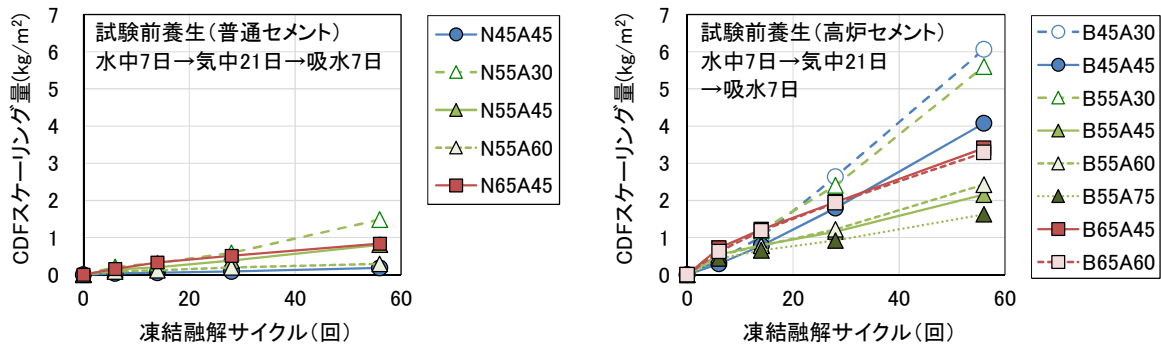 CDFスケーリング量(kg/m²)
7
6
5
4
3
2
1
0
試験前養生(普通セメント)
水中7日→気中21日→吸水7日
0
20
40
60
凍結融解サイクル(回)
N45A45
N55A30
N55A45
N55A60
N65A45
CDFスケーリング量(kg/m²)
7
6
5
4
3
2
1
0
試験前養生(高炉セメント)
水中7日→気中21日
→吸水7日
0
20
40
60
凍結融解サイクル(回)
B45A30
B45A45
B55A30
B55A45
B55A60
B55A75
B65A45
B65A60